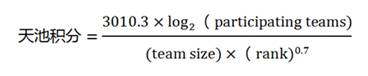 天池积分 = 3010.3 × log₂ ( participating teams)
(team size) × ( rank)⁰·⁷